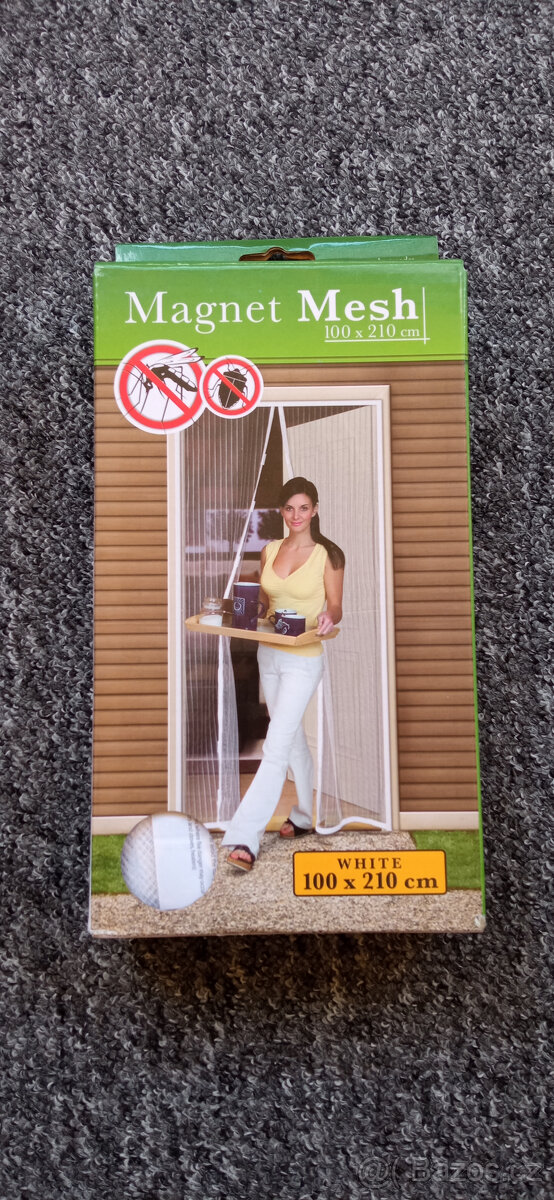 Magnet Mesh
100 x 210 cm
WHITE
100 x 210 cm
@ Bazos.cz